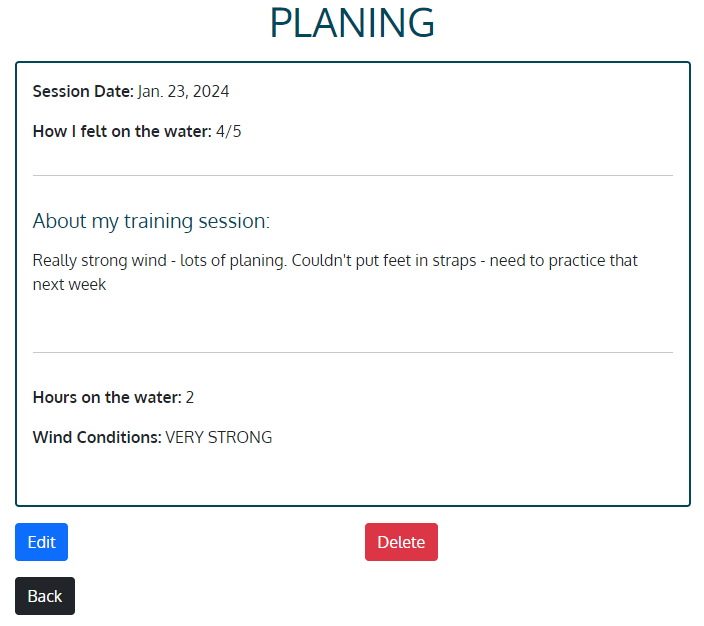 PLANING
Session Date: Jan. 23, 2024
How I felt on the water: 4/5
About my training session:
Really strong wind - lots of planing. Couldn't put feet in straps - need to practice that
next week
Hours on the water: 2
Wind Conditions: VERY STRONG
Edit
Delete
Back